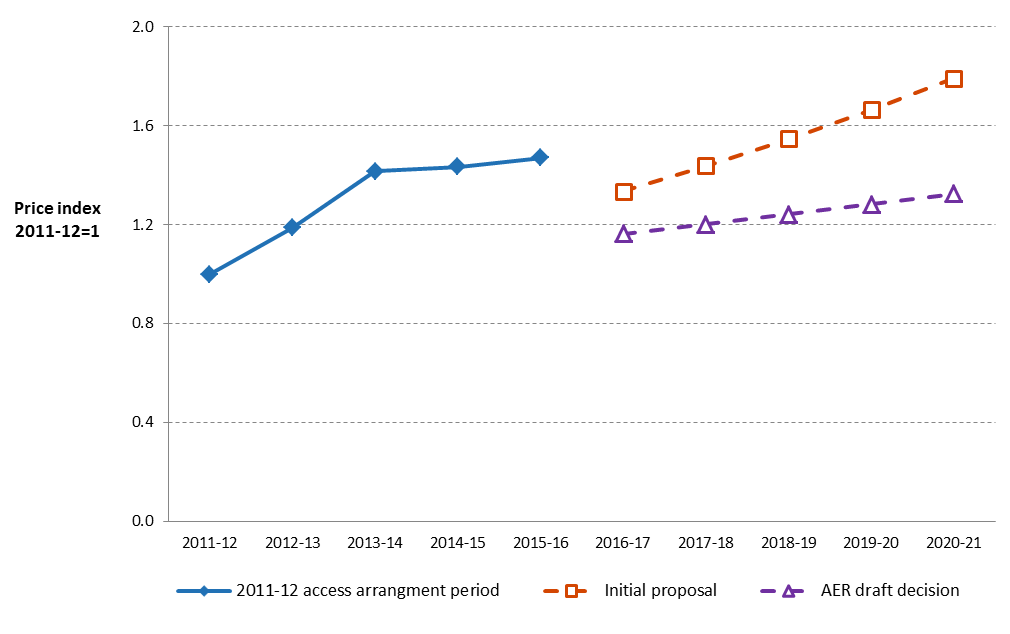 2.0
1.6
Price index
2011-12=1
1.2
0.8
0.4
0.0
2011-12 2012-13 2013-14 2014-15 2015-16 2016-17 2017-18 2018-19 2019-20 2020-21
2011-12 access arrangment period Initial proposal AER draft decision